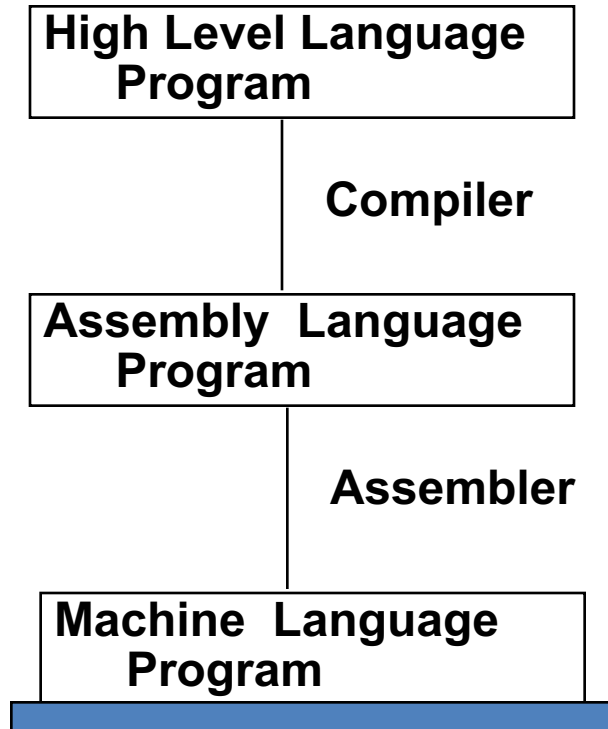 High Level Language
Program
Compiler
Assembly Language
Program
Assembler
Machine Language
Program